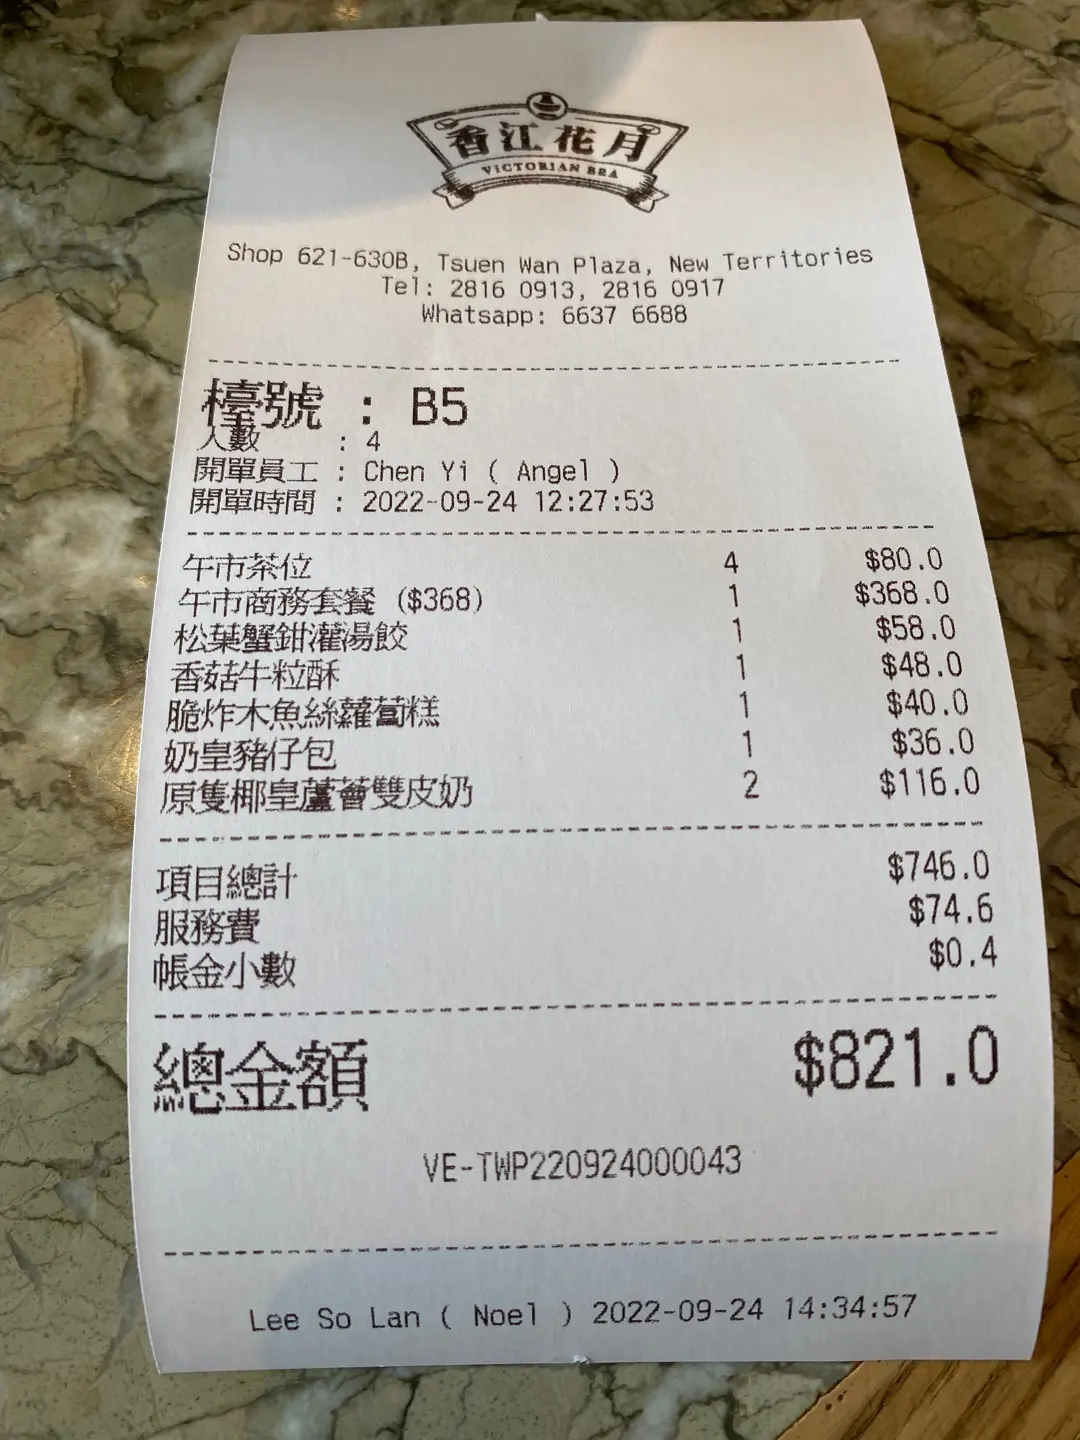 香江花月
VICTORIAN ERA
Shop 621-630B, Tsuen Wan Plaza, New Territories
Tel: 2816 0913, 2816 0917
Whatsapp: 6637 6688
檯號 : B5
人數 : 4
開單員工 : Chen Yi ( Angel )
開單時間 : 2022-09-24 12:27:53
午市茶位 4 $80.0
午市商務套餐 ($368) 1 $368.0
松葉蟹鉗灌湯餃 1 $58.0
香菇牛粒酥 1 $48.0
脆炸木魚絲蘿蔔糕 1 $40.0
奶皇豬仔包 1 $36.0
原隻椰皇蘆薈雙皮奶 2 $116.0
項目總計 $746.0
服務費 $74.6
帳金小數 $0.4
總金額 $821.0
VE-TWP220924000043
Lee So Lan ( Noel ) 2022-09-24 14:34:57